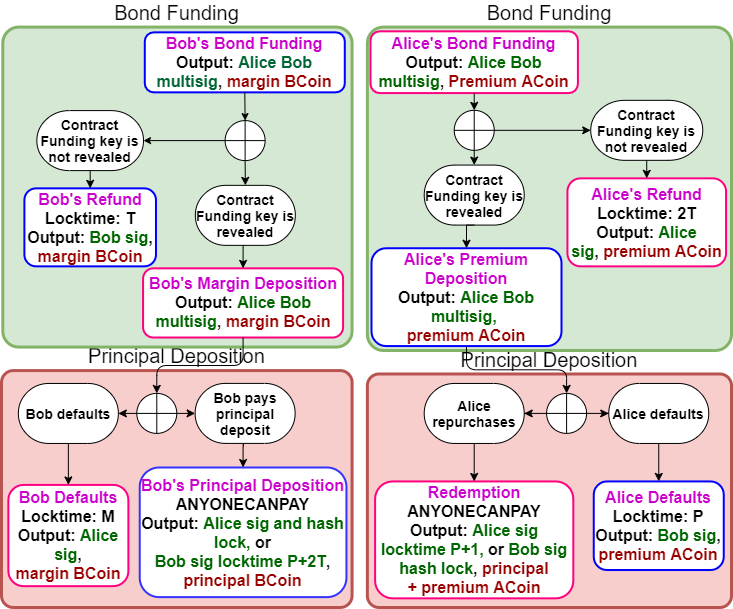 Bond Funding
Bob's Bond Funding
Output: Alice Bob
multisig, margin BCoin
Contract
Funding key is
not revealed
Bob's Refund
Locktime: T
Output: Bob sig,
margin BCoin
Contract
Funding key is
revealed
Bob's Margin Deposition
Output: Alice Bob
multisig, margin BCoin
Bond Funding
Alice's Bond Funding
Output: Alice Bob
multisig, Premium ACoin
Contract
Funding key is
not revealed
Alice's Refund
Locktime: 2T
Output: Alice
sig, premium ACoin
Contract
Funding key is
revealed
Alice's Premium
Deposition
Output: Alice Bob
multisig,
premium ACoin
Principal Deposition
Bob defaults
Bob pays
principal
deposit
Bob Defaults
Locktime: M
Output: Alice
sig,
margin BCoin
Bob's Principal Deposition
ANYONECANPAY
Output: Alice sig and hash
lock, or
Bob sig locktime P+2T,
principal BCoin
Principal Deposition
Alice
repurchases
Alice defaults
Redemption
ANYONECANPAY
Output: Alice sig
locktime P+1, or Bob sig
hash lock, principal
+ premium ACoin
Alice Defaults
Locktime: P
Output: Bob sig,
premium ACoin